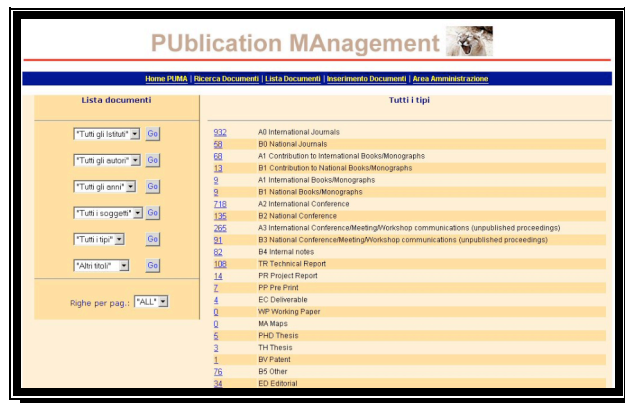 PUblication MAnagement
Home PUMA | Ricerca Documenti | Lista Documenti | Inserimento Documenti | Area Amministrazione
Lista documenti
"Tutti gli Istituti" Go
"Tutti gli autori" Go
"Tutti gli anni" Go
"Tutti i soggetti" Go
"Tutti i tipi" Go
"Altri titoli" Go
Righe per pag.: "ALL"
Tutti i tipi
932 A0 International Journals
58 B0 National Journals
68 A1 Contribution to International Books/Monographs
13 B1 Contribution to National Books/Monographs
9 A1 International Books/Monographs
9 B1 National Books/Monographs
718 A2 International Conference
135 B2 National Conference
265 A3 International Conference/Meeting/Workshop communications (unpublished proceedings)
91 B3 National Conference/Meeting/Workshop communications (unpublished proceedings)
82 B4 Internal notes
108 TR Technical Report
14 PR Project Report
7 PP Pre Print
4 EC Deliverable
0 WP Working Paper
0 MA Maps
5 PHD Thesis
3 TH Thesis
1 BV Patent
76 B5 Other
34 ED Editorial